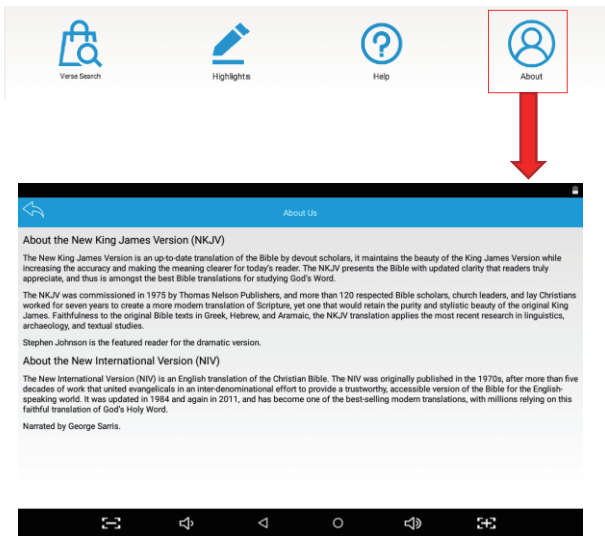 Verse Search Highlights Help About
About Us
About the New King James Version (NKJV)
The New King James Version is an up-to-date translation of the Bible by devout scholars, it maintains the beauty of the King James Version while
increasing the accuracy and making the meaning clearer for today's reader. The NKJV presents the Bible with updated clarity that readers truly
appreciate, and thus is amongst the best Bible translations for studying God's Word.
The NKJV was commissioned in 1975 by Thomas Nelson Publishers, and more than 120 respected Bible scholars, church leaders, and lay Christians
worked for seven years to create a more modern translation of Scripture, yet one that would retain the purity and stylistic beauty of the original King
James. Faithfulness to the original Bible texts in Greek, Hebrew, and Aramaic, the NKJV translation applies the most recent research in linguistics,
archaeology, and textual studies.
Stephen Johnson is the featured reader for the dramatic version.
About the New International Version (NIV)
The New International Version (NIV) is an English translation of the Christian Bible. The NIV was originally published in the 1970s, after more than five
decades of work that united evangelicals in an inter-denominational effort to provide a trustworthy, accessible version of the Bible for the English-
speaking world. It was updated in 1984 and again in 2011, and has become one of the best-selling modern translations, with millions relying on this
faithful translation of God's Holy Word.
Narrated by George Sarris.